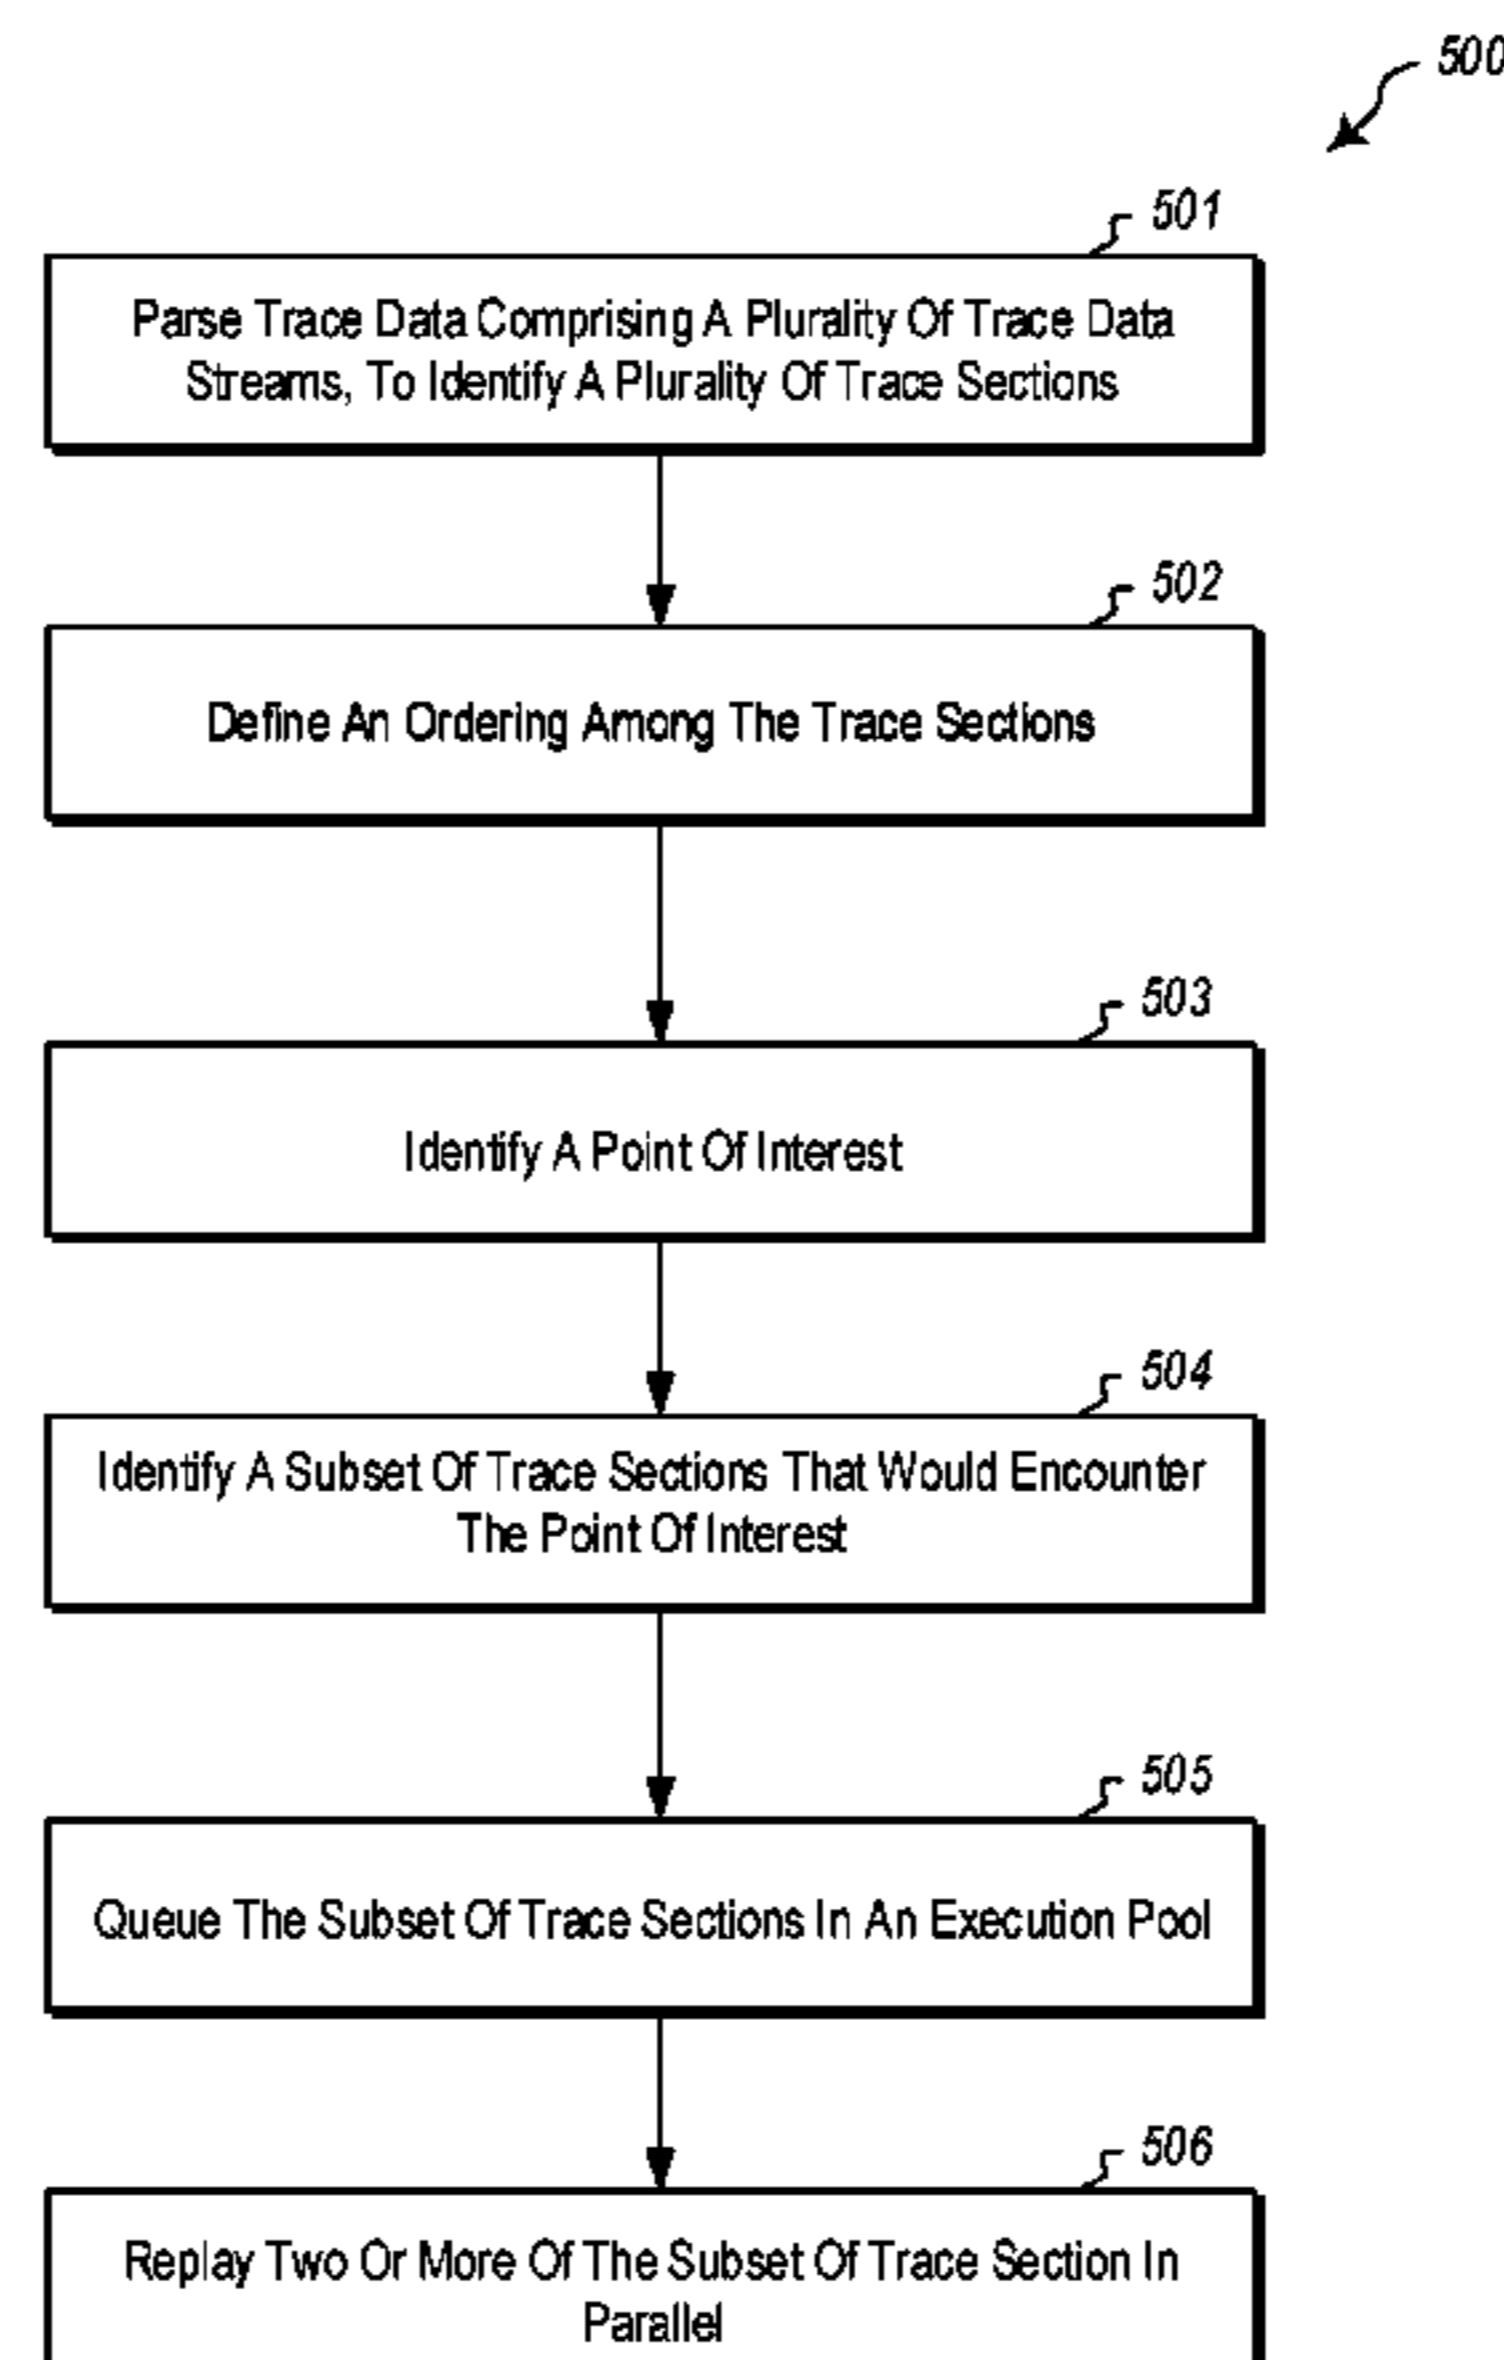 500
501
Parse Trace Data Comprising A Plurality Of Trace Data
Streams, To Identify A Plurality Of Trace Sections
502
Define An Ordering Among The Trace Sections
503
Identify A Point Of Interest
504
Identify A Subset Of Trace Sections That Would Encounter
The Point Of Interest
505
Queue The Subset Of Trace Sections In An Execution Pool
506
Replay Two Or More Of The Subset Of Trace Section In
Parallel